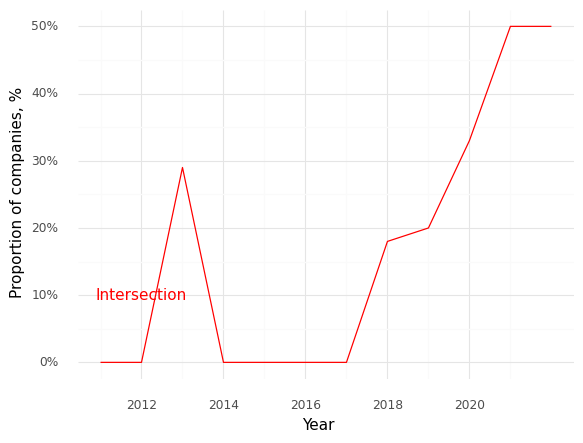 50%
40%
30%
20%
10%
0%
Proportion of companies, %
Intersection
2012 2014 2016 2018 2020
Year